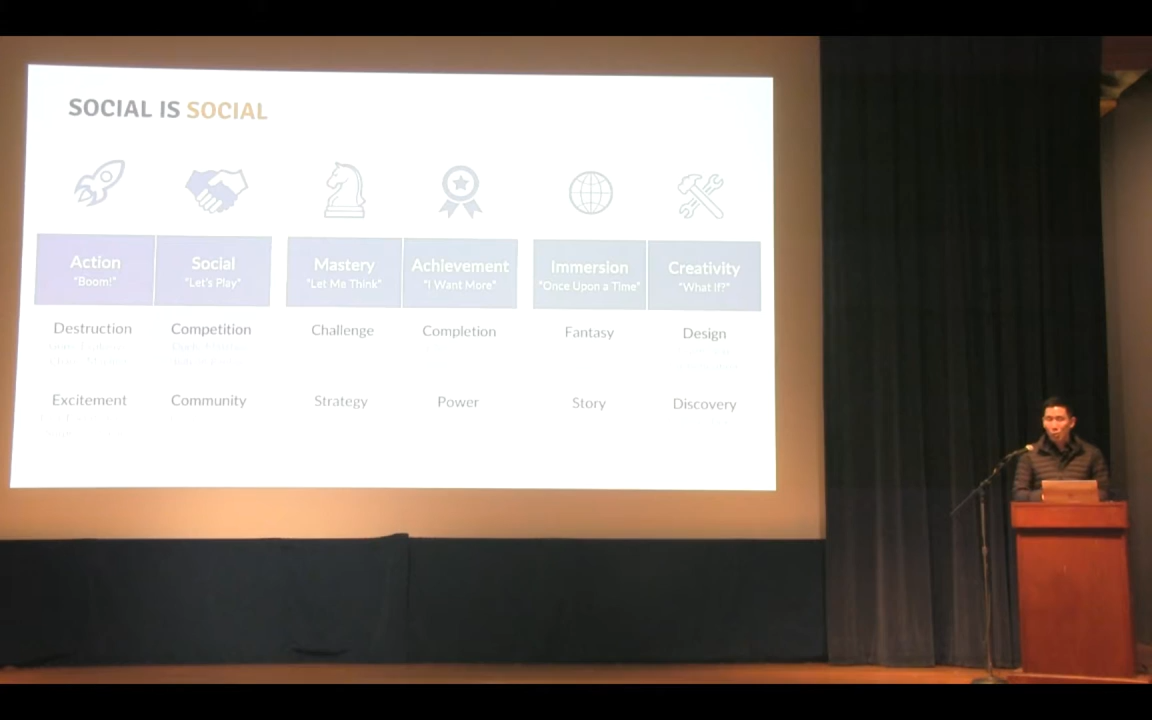 SOCIAL IS SOCIAL
Action
"Boom!"
Social
"Let's Play"
Mastery
"Let Me Think"
Achievement
"I Want More"
Immersion
"Once Upon a Time"
Creativity
"What If?"
Destruction
Competition
Challenge
Completion
Fantasy
Design
Excitement
Community
Strategy
Power
Story
Discovery